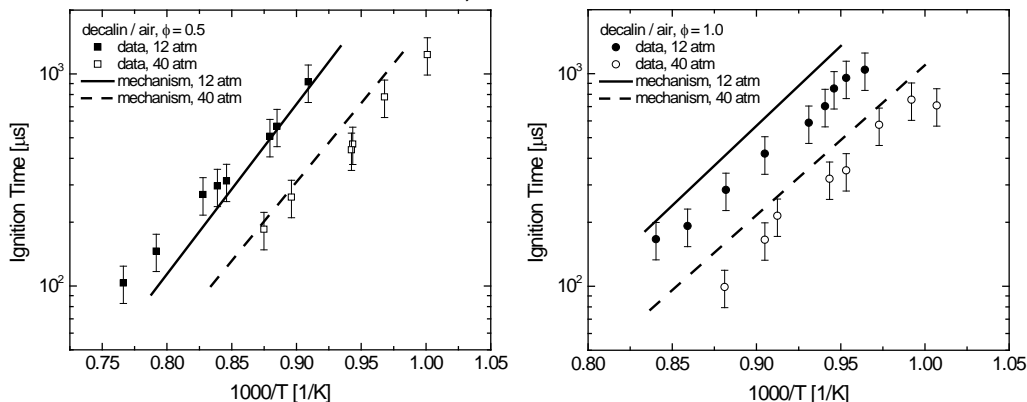 decalin / air, ϕ = 0.5
data, 12 atm
data, 40 atm
mechanism, 12 atm
mechanism, 40 atm
10³
10²
Ignition Time [μs]
0.75 0.80 0.85 0.90 0.95 1.00 1.05
1000/T [1/K]
decalin / air, ϕ = 1.0
data, 12 atm
data, 40 atm
mechanism, 12 atm
mechanism, 40 atm
10³
10²
Ignition Time [μs]
0.80 0.85 0.90 0.95 1.00 1.05
1000/T [1/K]